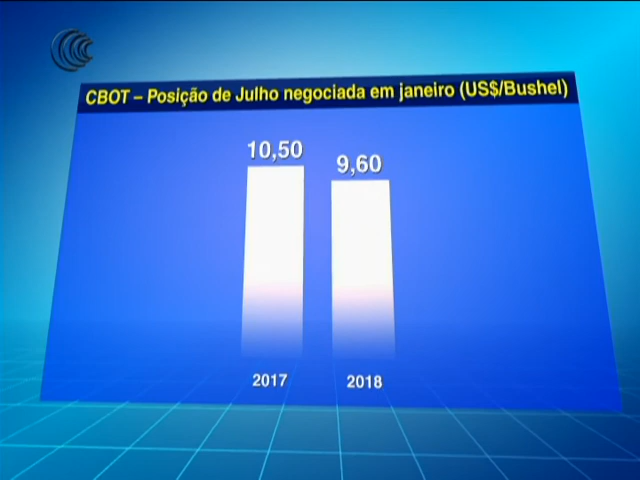 CBOT – Posição de Julho negociada em janeiro (US$/Bushel)
10,50
9,60
2017
2018